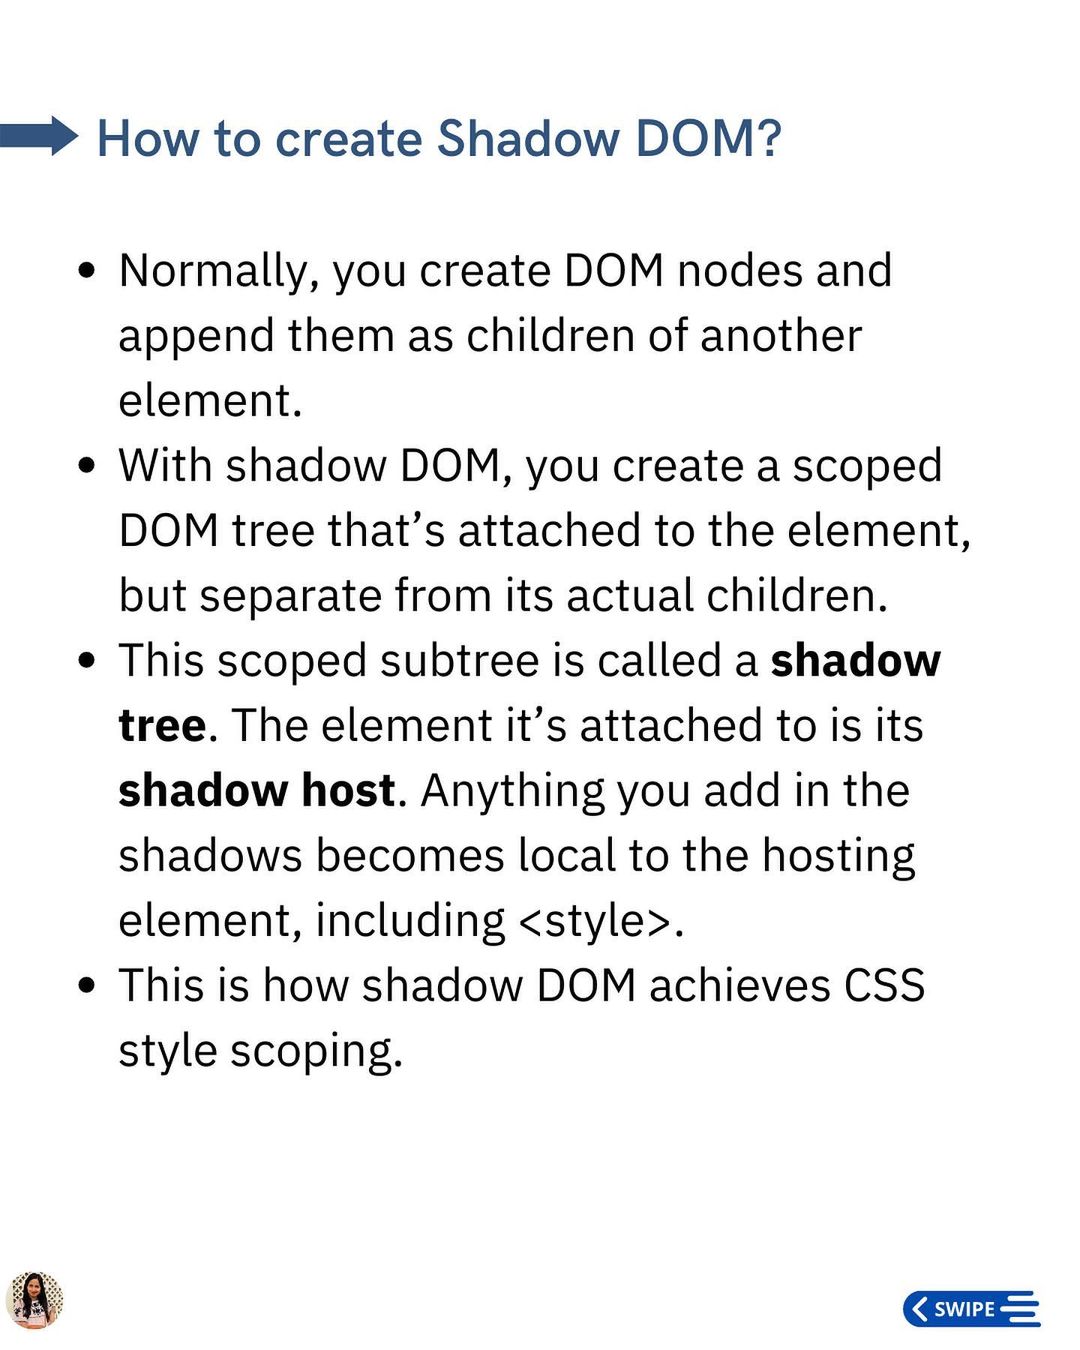 How to create Shadow DOM?
• Normally, you create DOM nodes and
append them as children of another
element.
• With shadow DOM, you create a scoped
DOM tree that’s attached to the element,
but separate from its actual children.
• This scoped subtree is called a shadow
tree. The element it’s attached to is its
shadow host. Anything you add in the
shadows becomes local to the hosting
element, including <style>.
• This is how shadow DOM achieves CSS
style scoping.
SWIPE